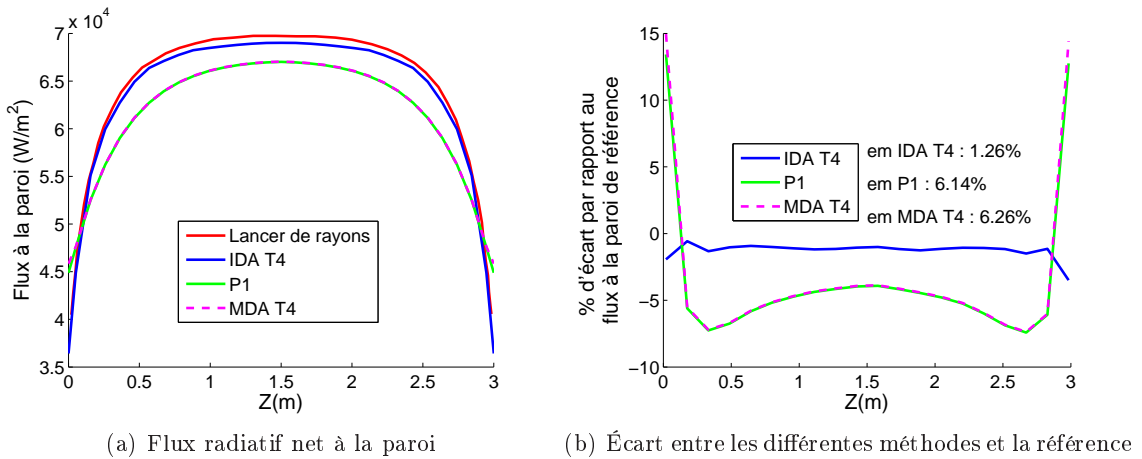 x 10⁴
7
6.5
6
5.5
5
4.5
4
3.5
0
0.5
1
1.5
2
2.5
3
Z(m)
Flux à la paroi (W/m²)
Lancer de rayons
IDA T4
P1
MDA T4
(a) Flux radiatif net à la paroi
15
10
5
0
−5
−10
0
0.5
1
1.5
2
2.5
3
Z(m)
% d'écart par rapport au
flux à la paroi de référence
IDA T4
P1
MDA T4
em IDA T4 : 1.26%
em P1 : 6.14%
em MDA T4 : 6.26%
(b) Écart entre les différentes méthodes et la référence